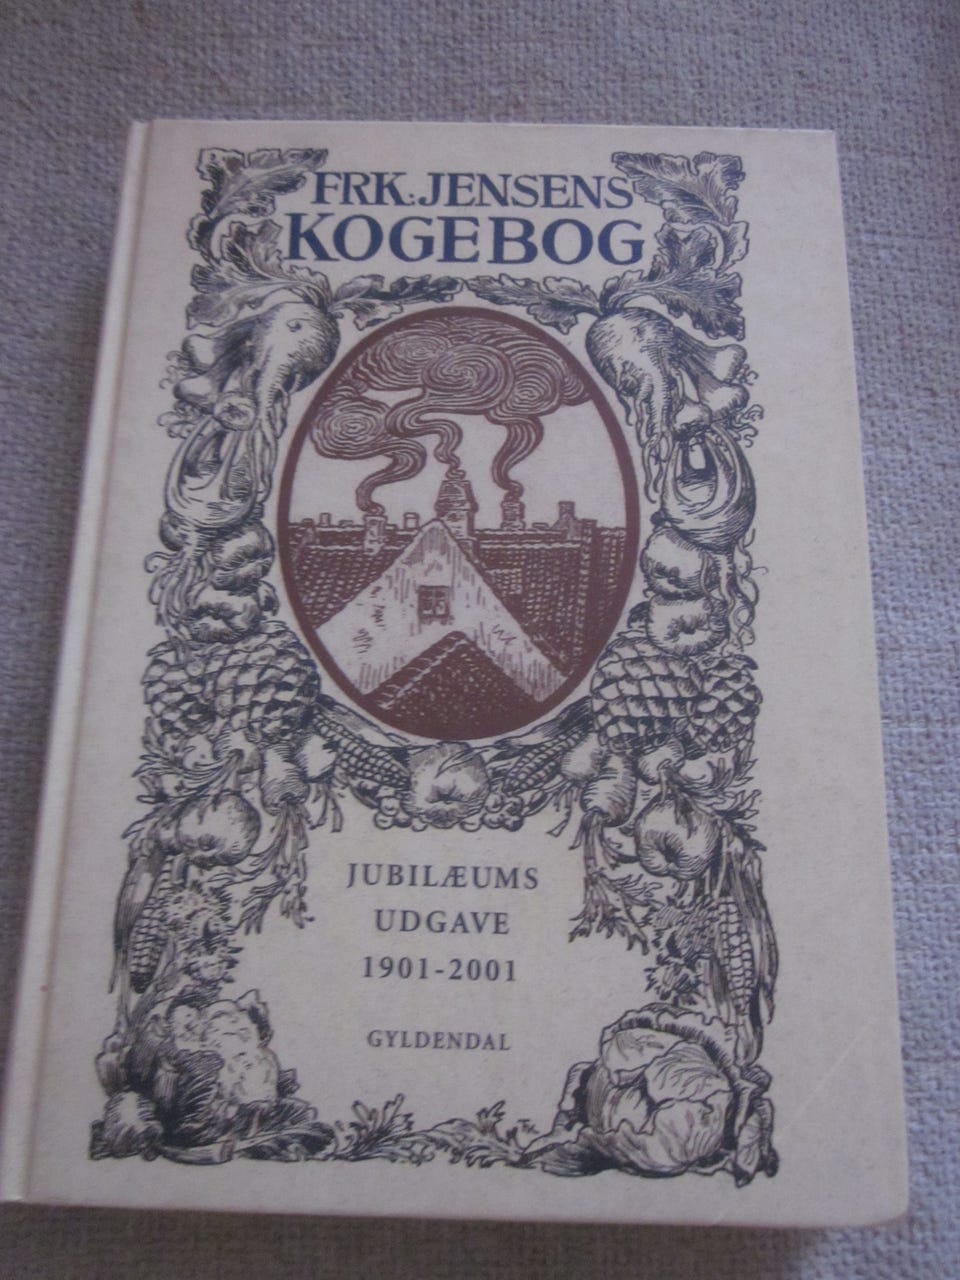 FRK. JENSENS
KOGEBOG
JUBILÆUMS
UDGAVE
1901-2001
GYLDENDAL